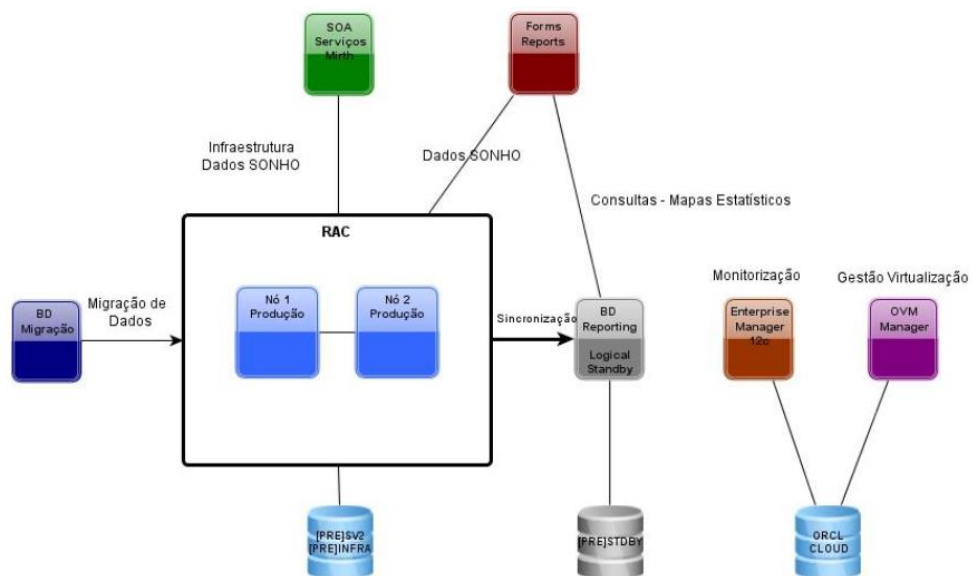 SOA
Serviços
Mirth
Forms
Reports
Infraestrutura
Dados SONHO
Dados SONHO
Consultas - Mapas Estatísticos
RAC
Nó 1
Produção
Nó 2
Produção
BD
Migração
Migração de
Dados
Sincronização
BD
Reporting
Logical
Standby
Monitorização
Enterprise
Manager
12c
Gestão Virtualização
OVM
Manager
[PRE]SV2
[PRE]INFRA
[PRE]STDBY
ORCL
CLOUD